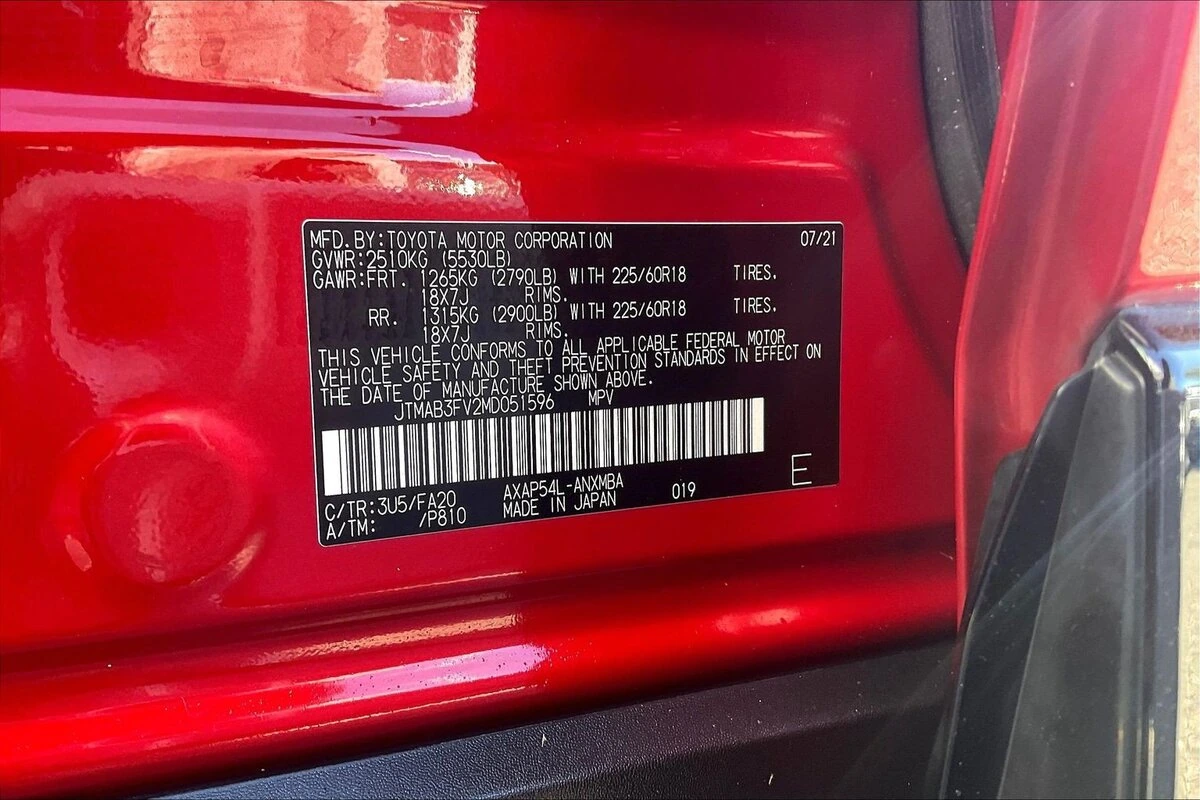 MFD.BY:TOYOTA MOTOR CORPORATION 07/21
GVWR:2510KG (5530LB)
GAWR:FRT. 1265KG (2790LB) WITH 225/60R18 TIRES.
18X7J RIMS.
RR. 1315KG (2900LB) WITH 225/60R18 TIRES.
18X7J RIMS.
THIS VEHICLE CONFORMS TO ALL APPLICABLE FEDERAL MOTOR
VEHICLE SAFETY AND THEFT PREVENTION STANDARDS IN EFFECT ON
THE DATE OF MANUFACTURE SHOWN ABOVE.
JTMAB3FV2MD051596 MPV
C/TR:3U5/FA20 AXAP54L-ANXMBA 019 E
A/TM: /P810 MADE IN JAPAN